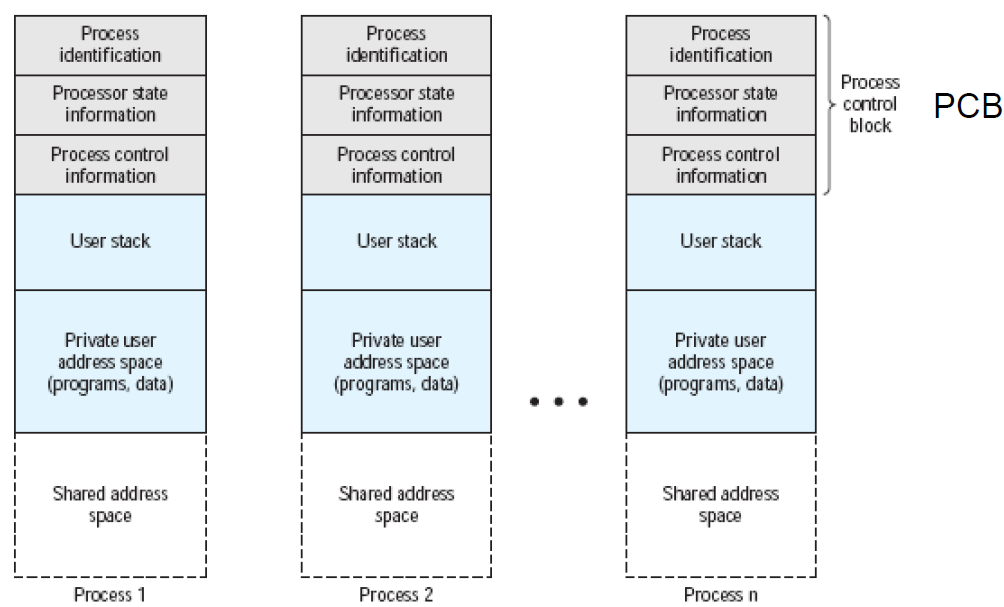 Process
identification
Processor state
information
Process control
information
User stack
Private user
address space
(programs, data)
Shared address
space
Process 1
Process
identification
Processor state
information
Process control
information
User stack
Private user
address space
(programs, data)
Shared address
space
Process 2
• • •
Process
identification
Processor state
information
Process control
information
User stack
Private user
address space
(programs, data)
Shared address
space
Process n
Process
control
block
PCB